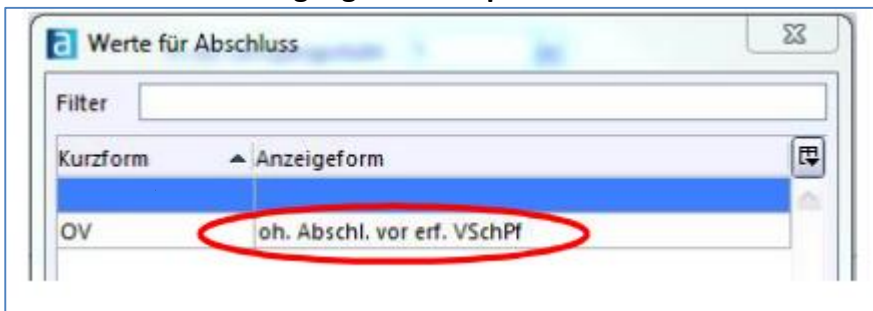 Werte für Abschluss
Filter
Kurzform Anzeigeform
OV oh. Abschl. vor erf. VSchPf